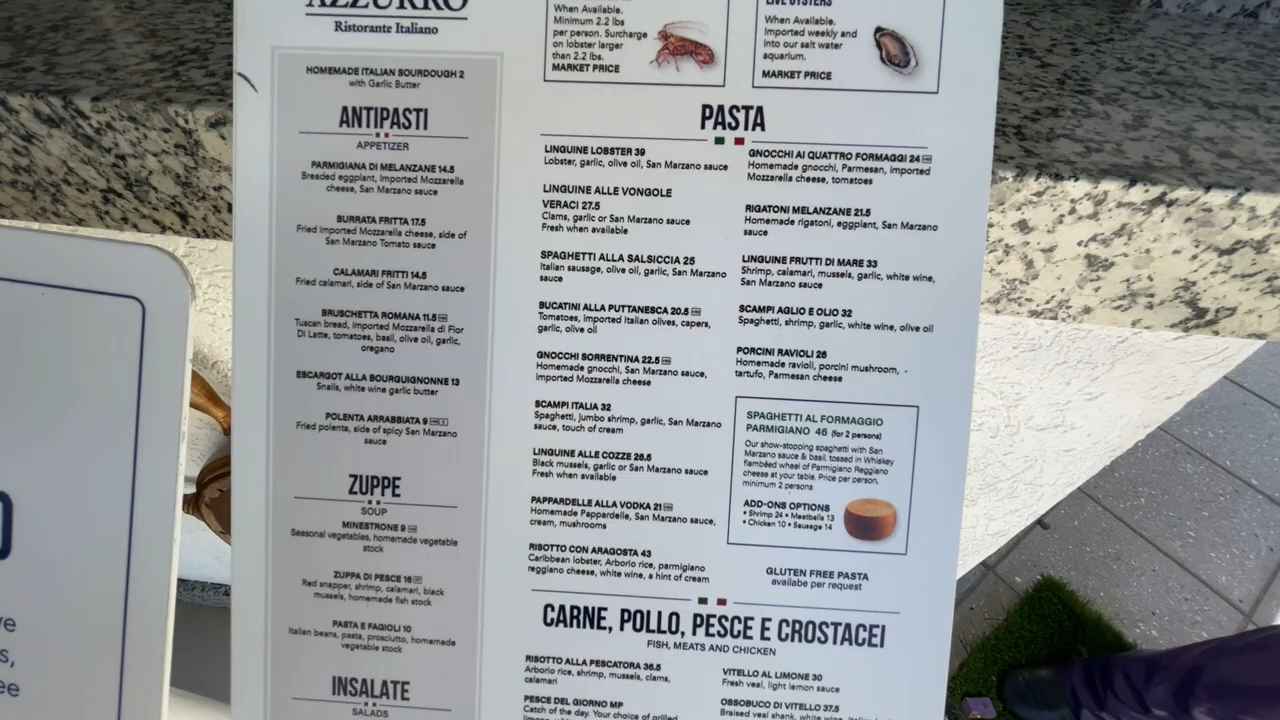 AZZURRO
Ristorante Italiano
HOMEMADE ITALIAN SOURDOUGH 2
with Garlic Butter
ANTIPASTI
APPETIZER
PARMIGIANA DI MELANZANE 14.5
Breaded eggplant, imported Mozzarella
cheese, San Marzano sauce
BURRATA FRITTA 17.5
Fried imported Mozzarella cheese, side of
San Marzano Tomato
sauce
CALAMARI FRITTI 14.5
Fried calamari, side of San Marzano sauce
BRUSCHETTA ROMANA 11.5
Tuscan bread, imported Mozzarella di Fior
Di Latte, tomatoes, basil, olive oil, garlic,
oregano
ESCARGOT ALLA BOURGUIGNONNE 13
Snails, white wine garlic butter
POLENTA ARRABBIATA 9
Fried polenta, side of spicy San Marzano
sauce
ZUPPE
SOUP
MINESTRONE 9
Seasonal vegetables, homemade vegetable
stock
ZUPPA DI PESCE 16
Red snapper, shrimp, calamari, black
mussels, homemade fish stock
PASTA E FAGIOLI 10
Italian beans, pasta, prosciutto, homemade
vegetable stock
INSALATE
SALADS
When Available.
Minimum 2.2 lbs
per person. Surcharge
on lobster larger
than 2.2 lbs.
MARKET PRICE
LIVE OYSTERS
When Available.
Imported weekly and
into our salt water
aquarium.
MARKET PRICE
PASTA
LINGUINE LOBSTER 39
Lobster, garlic, olive oil, San Marzano sauce
LINGUINE ALLE VONGOLE
VERACI 27.5
Clams, garlic or San Marzano sauce
Fresh when available
SPAGHETTI ALLA SALSICCIA 25
Italian sausage, olive oil, garlic, San Marzano
sauce
BUCATINI ALLA PUTTANESCA 20.5
Tomatoes, imported Italian olives, capers,
garlic, olive oil
GNOCCHI SORRENTINA 22.5
Homemade gnocchi, San Marzano sauce,
imported Mozzarella cheese
SCAMPI ITALIA 32
Spaghetti, jumbo shrimp, garlic, San Marzano
sauce, touch of cream
LINGUINE ALLE COZZE 26.5
Black mussels, garlic or San Marzano sauce
Fresh when available
PAPPARDELLE ALLA VODKA 21
Homemade Pappardelle, San Marzano sauce,
cream, mushrooms
RISOTTO CON ARAGOSTA 43
Caribbean lobster, Arborio rice, parmigiano
reggiano cheese, white wine, a hint of cream
GNOCCHI AI QUATTRO FORMAGGI 24
Homemade gnocchi, Parmesan, imported
Mozzarella cheese, tomatoes
RIGATONI MELANZANE 21.5
Homemade rigatoni, eggplant, San Marzano
sauce
LINGUINE FRUTTI DI MARE 33
Shrimp, calamari, mussels, garlic, white wine,
San Marzano sauce
SCAMPI AGLIO E OLIO 32
Spaghetti, shrimp, garlic, white wine, olive oil
PORCINI RAVIOLI 26
Homemade ravioli, porcini mushroom,
tartufo, Parmesan cheese
SPAGHETTI AL FORMAGGIO
PARMIGIANO 46 (for 2 persons)
Our show-stopping spaghetti with San
Marzano sauce & basil, tossed in Whiskey
flambéed wheel of Parmigiano Reggiano
cheese at your table. Price per person,
minimum 2 persons
ADD-ONS OPTIONS
• Shrimp 24 • Meatballs 13
• Chicken 10 • Sausage 14
GLUTEN FREE PASTA
availabe per request
CARNE, POLLO, PESCE E CROSTACEI
FISH, MEATS AND CHICKEN
RISOTTO ALLA PESCATORA 36.5
Arborio rice, shrimp, mussels, clams,
calamari
PESCE DEL GIORNO MP
Catch of the day. Your choice of grilled
VITELLO AL LIMONE 30
Fresh veal, light lemon sauce
OSSOBUCO DI VITELLO 37.5
Braised veal shank, white wine,